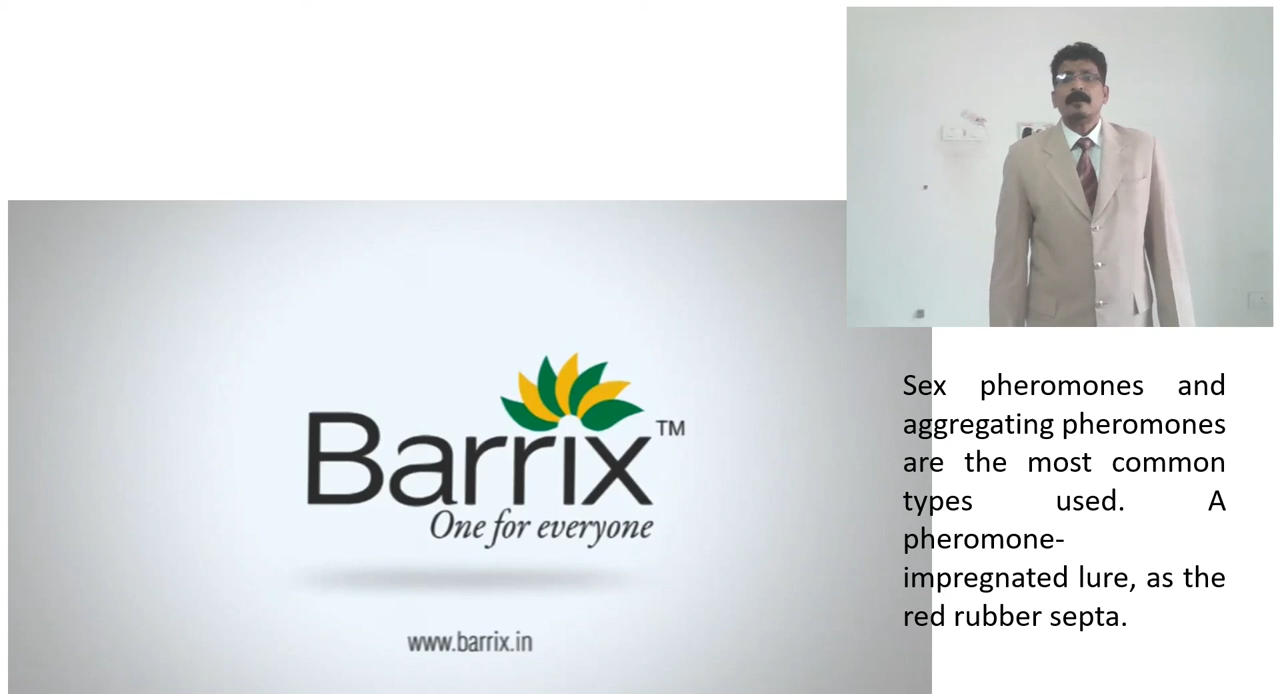 Barrix™
One for everyone
www.barrix.in
Sex pheromones and
aggregating pheromones
are the most common
types used. A
pheromone-
impregnated lure, as the
red rubber septa.